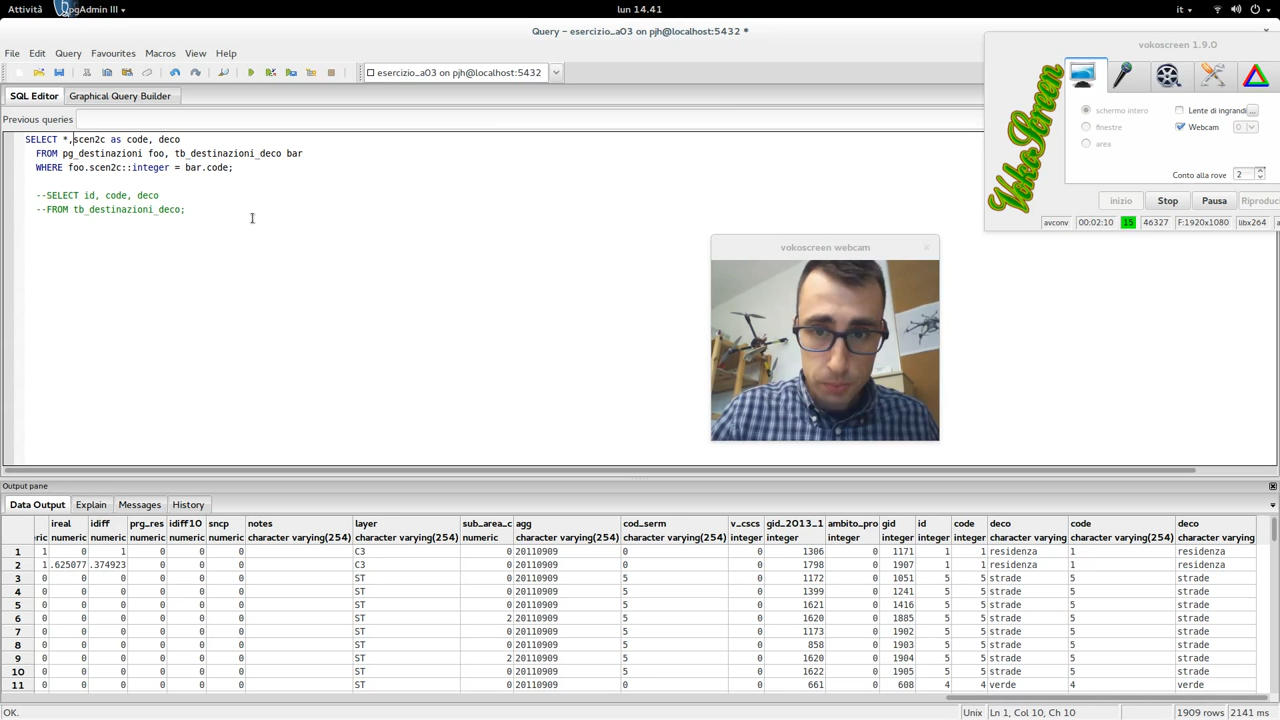 Attività pgAdmin III lun 14.41 it
Query – esercizio_a03 on pjh@localhost:5432 *
vokoscreen 1.9.0
File Edit Query Favourites Macros View Help
esercizio_a03 on pjh@localhost:5432
SQL Editor Graphical Query Builder
Previous queries
SELECT *,scen2c as code, deco
FROM pg_destinazioni foo, tb_destinazioni_deco bar
WHERE foo.scen2c::integer = bar.code;
--SELECT id, code, deco
--FROM tb_destinazioni_deco;
VokoScreen
schermo intero
finestre
area
Lente di ingrandi ...
Webcam 0
Conto alla rove 2
inizio Stop Pausa Riproduc
avconv 00:02:10 15 46327 F:1920x1080 libx264 a
vokoscreen webcam
Output pane
Data Output Explain Messages History
ireal idiff prg_res idiff10 sncp notes layer sub_area_c agg cod_serm v_cscs gid_2013_1 ambito_pro gid id code deco code deco
eric numeric numeric numeric numeric numeric character varying(254) character varying(254) numeric character varying(254) character varying(254) integer integer integer integer integer integer character varying(254) character varying(254) character varying
1 1 0 1 0 0 0 C3 0 20110909 0 0 1306 0 1171 1 1 residenza 1 residenza
2 1 .625077 .374923 0 0 0 C3 0 20110909 0 0 1798 0 1907 1 1 residenza 1 residenza
3 0 0 0 0 0 0 ST 0 20110909 5 0 1172 0 1051 5 5 strade 5 strade
4 0 0 0 0 0 0 ST 0 20110909 5 0 1399 0 1241 5 5 strade 5 strade
5 0 0 0 0 0 0 ST 0 20110909 5 0 1621 0 1416 5 5 strade 5 strade
6 0 0 0 0 0 0 ST 2 20110909 5 0 1620 0 1885 5 5 strade 5 strade
7 0 0 0 0 0 0 ST 0 20110909 5 0 1173 0 1902 5 5 strade 5 strade
8 0 0 0 0 0 0 ST 0 20110909 5 0 858 0 1903 5 5 strade 5 strade
9 0 0 0 0 0 0 ST 2 20110909 5 0 1620 0 1904 5 5 strade 5 strade
10 0 0 0 0 0 0 ST 0 20110909 5 0 1622 0 1905 5 5 strade 5 strade
11 0 0 0 0 0 0 ST 0 20110909 0 0 661 0 608 4 4 verde 4 verde
OK. Unix Ln 1, Col 10, Ch 10 1909 rows 2141 ms